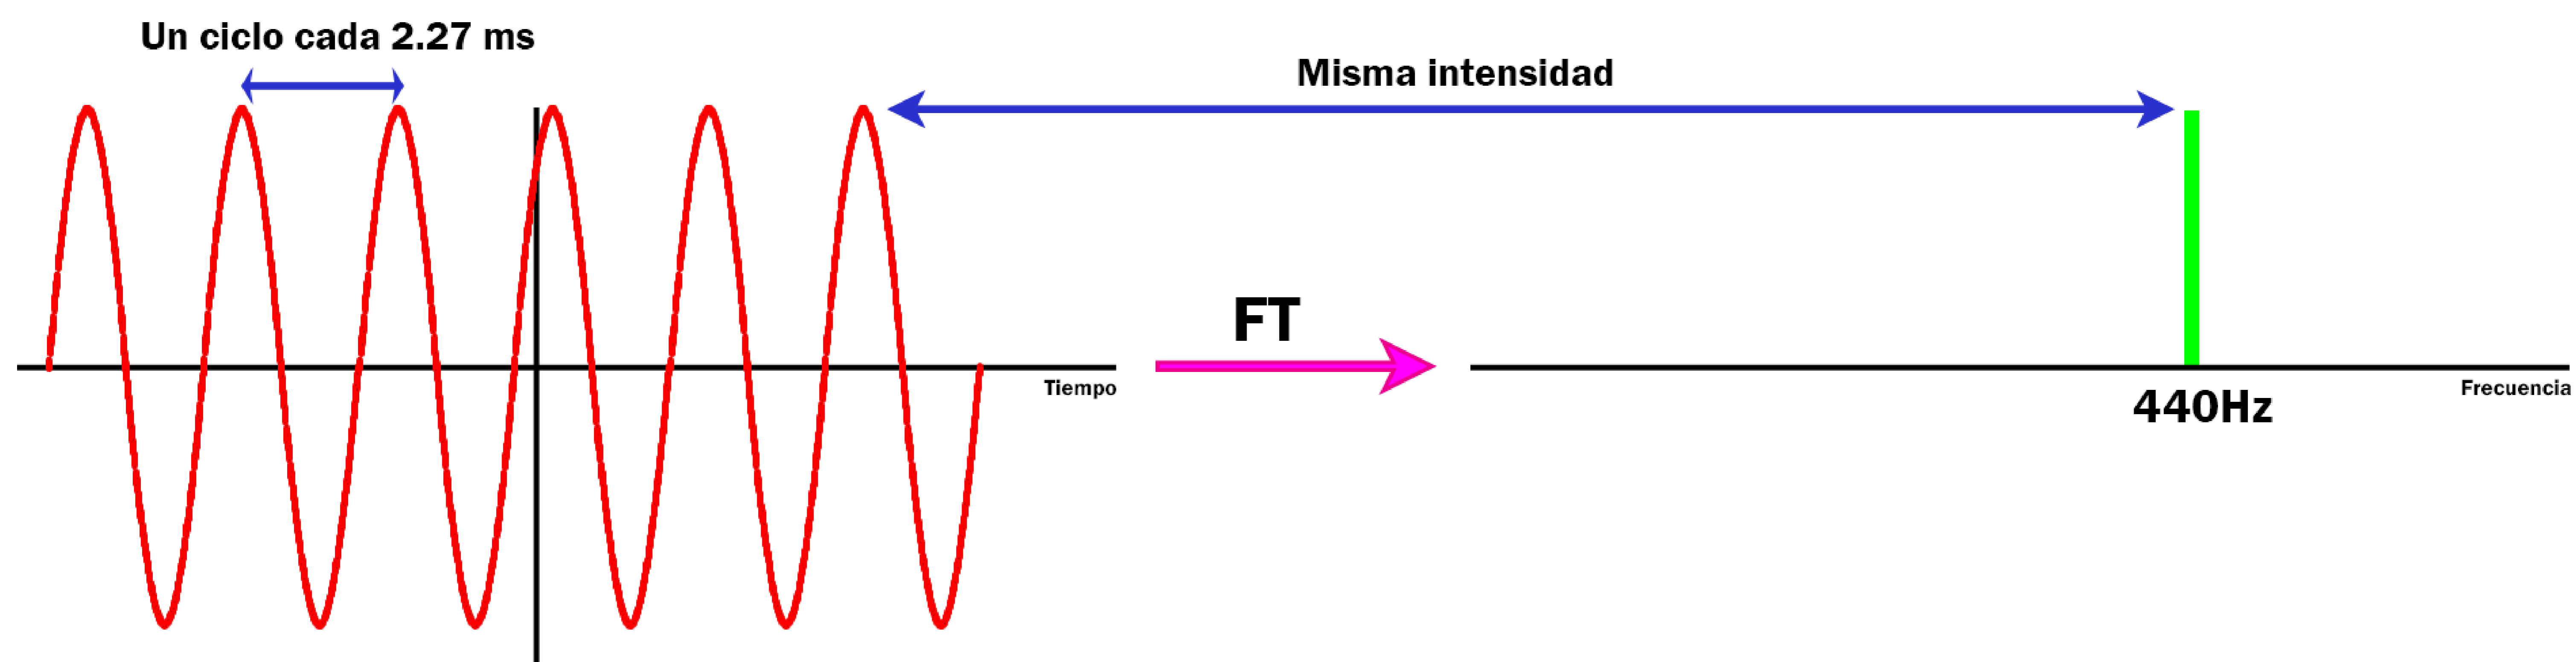 Un ciclo cada 2.27 ms
Misma intensidad
FT
Tiempo
Frecuencia
440Hz